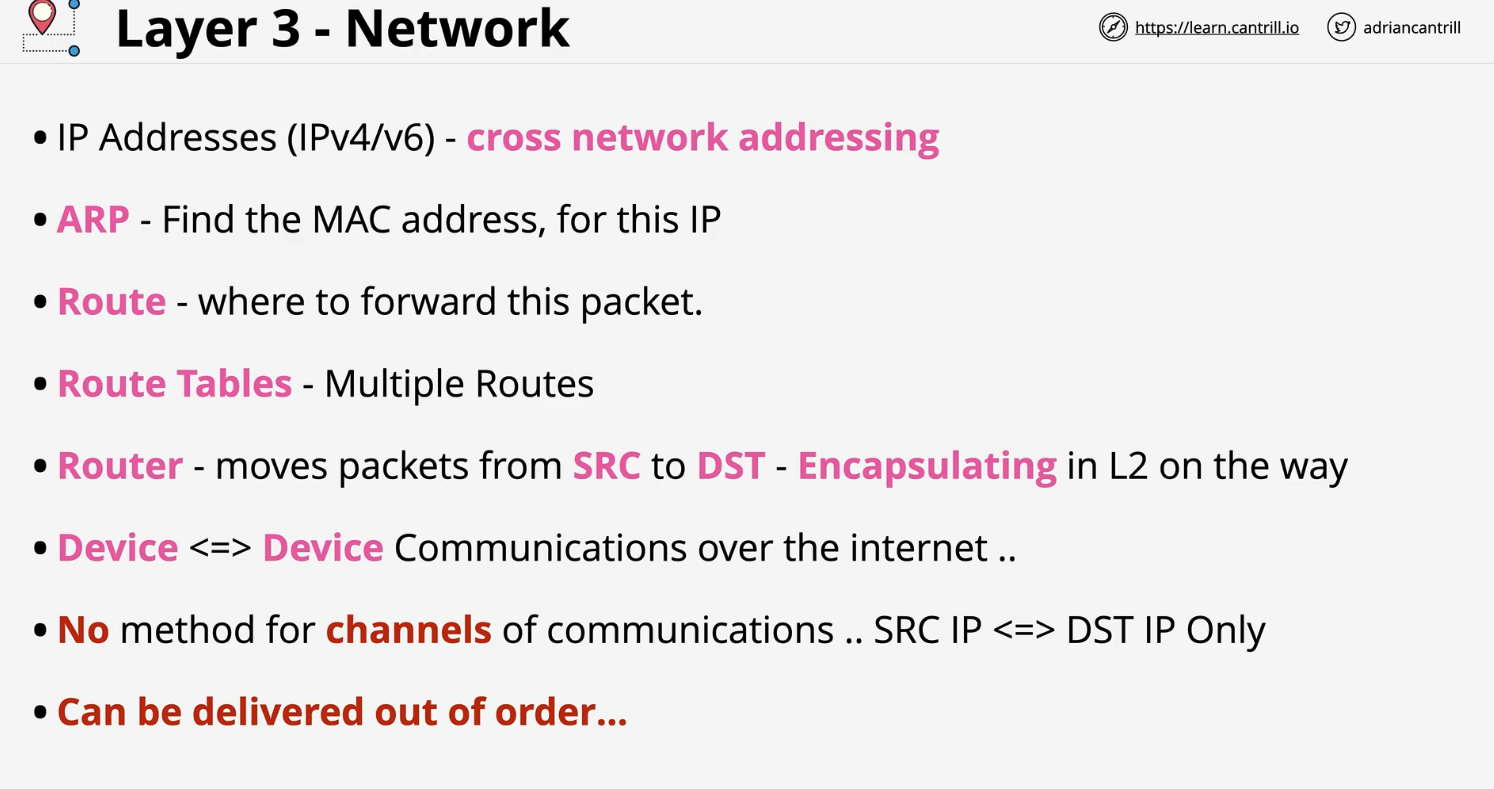 Layer 3 - Network
https://learn.cantrill.io
adriancantrill
• IP Addresses (IPv4/v6) - cross network addressing
• ARP - Find the MAC address, for this IP
• Route - where to forward this packet.
• Route Tables - Multiple Routes
• Router - moves packets from SRC to DST - Encapsulating in L2 on the way
• Device <=> Device Communications over the internet ..
• No method for channels of communications .. SRC IP <=> DST IP Only
• Can be delivered out of order...